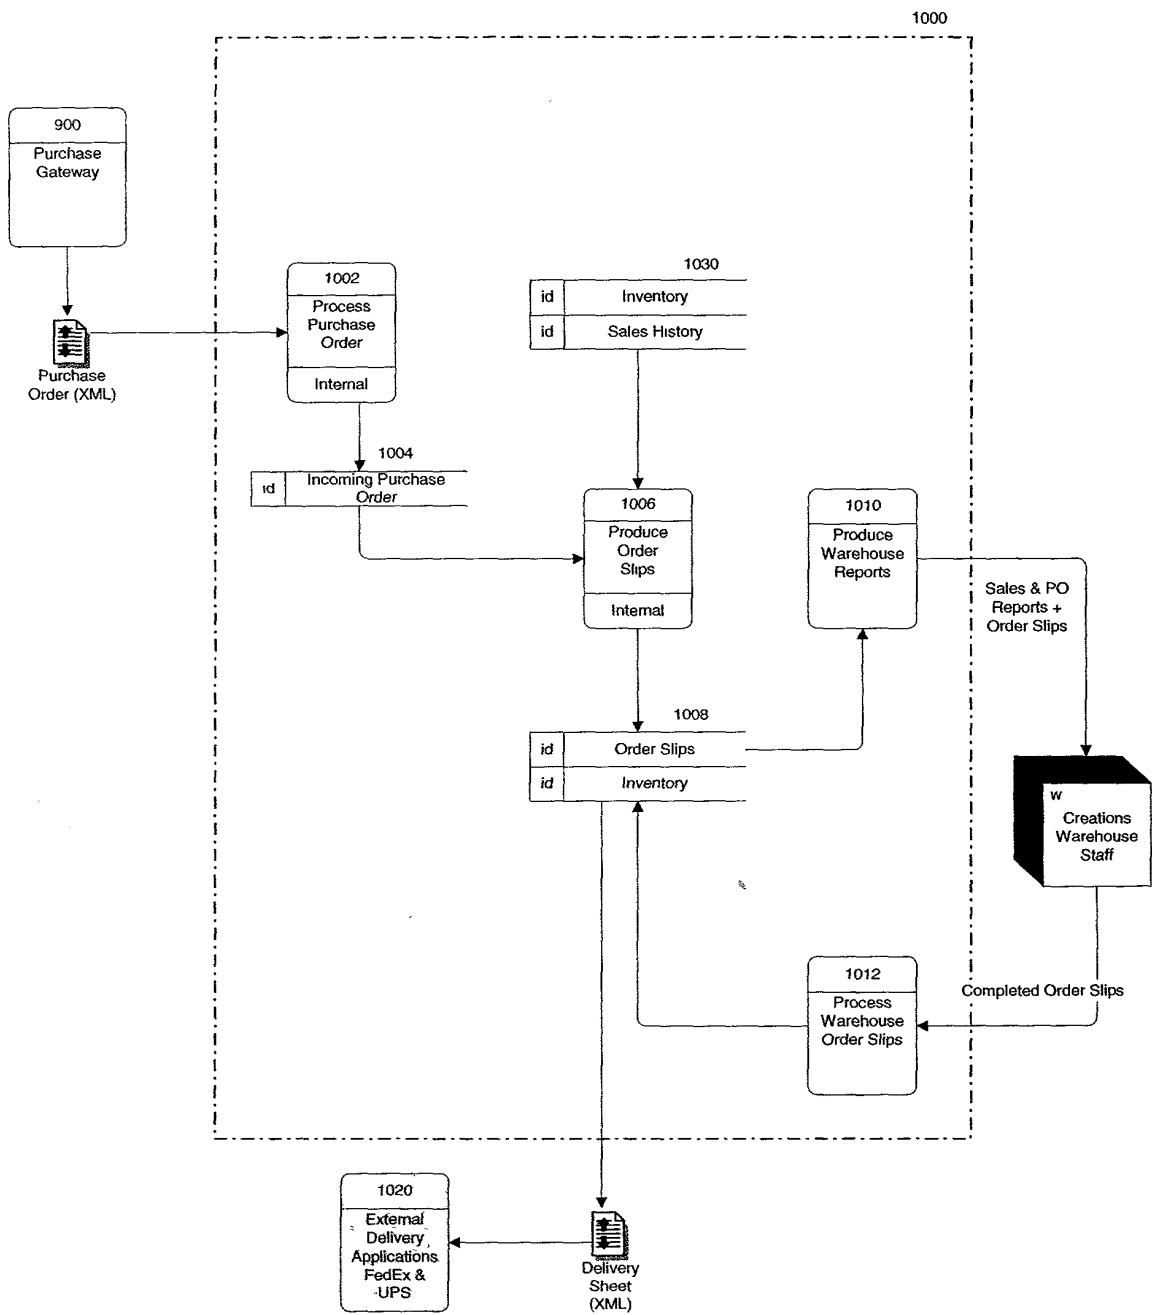 1000
900
Purchase
Gateway
Purchase
Order (XML)
1002
Process
Purchase
Order
Internal
1030
id Inventory
id Sales History
1004
id Incoming Purchase
Order
1006
Produce
Order
Slips
Internal
1010
Produce
Warehouse
Reports
Sales & PO
Reports +
Order Slips
1008
id Order Slips
id Inventory
w
Creations
Warehouse
Staff
1012
Process
Warehouse
Order Slips
Completed Order Slips
1020
External
Delivery
Applications
FedEx &
UPS
Delivery
Sheet
(XML)